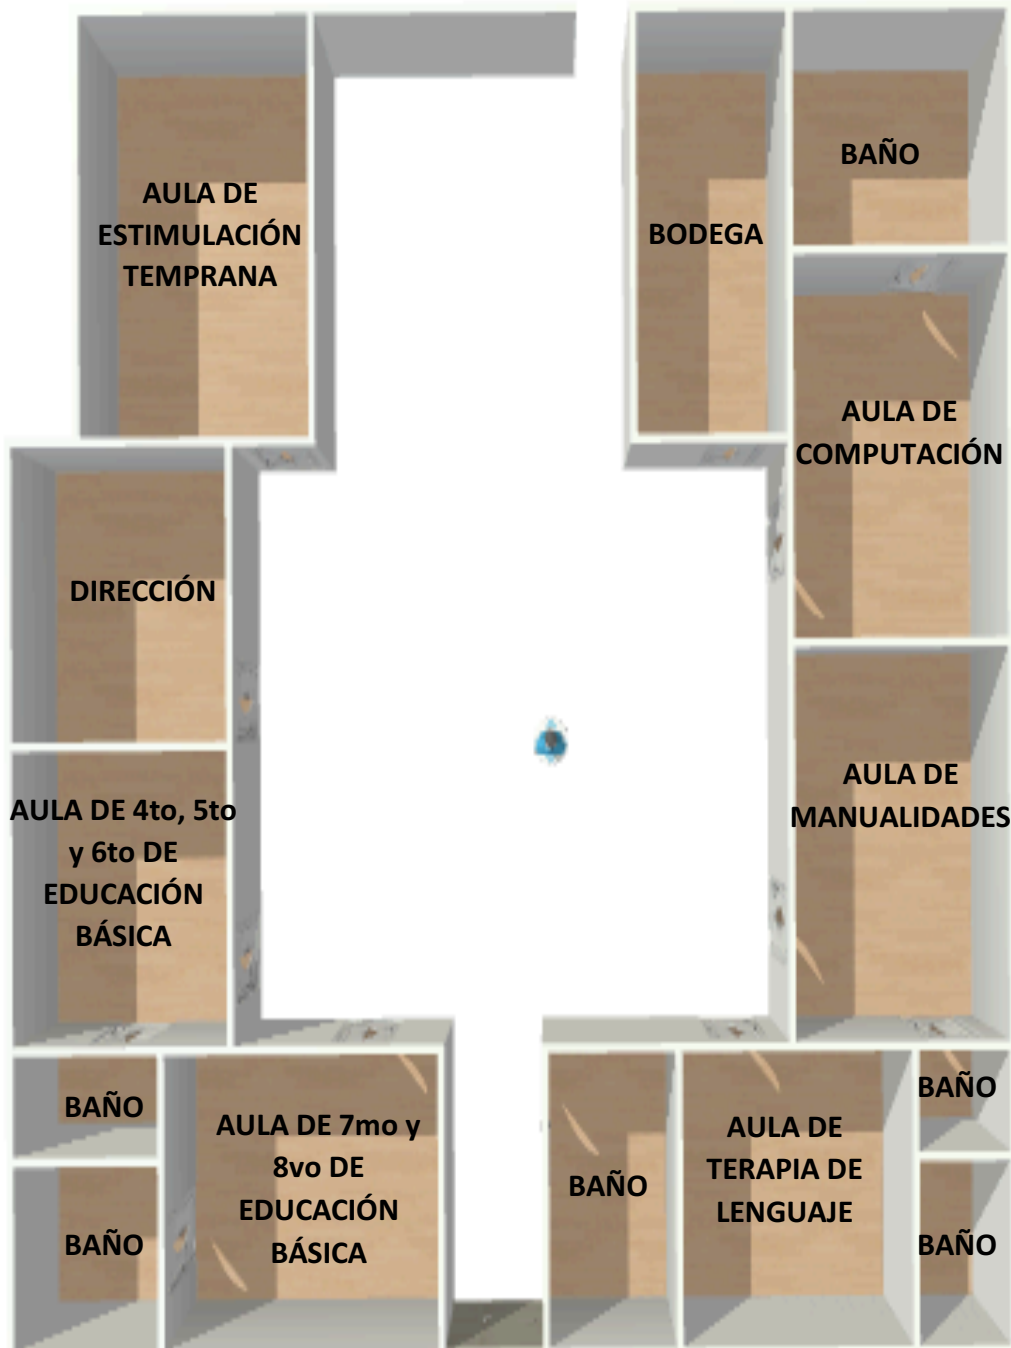 BAÑO
AULA DE
ESTIMULACIÓN
TEMPRANA
BODEGA
AULA DE
COMPUTACIÓN
DIRECCIÓN
AULA DE
MANUALIDADES
AULA DE 4to, 5to
y 6to DE
EDUCACIÓN
BÁSICA
BAÑO
AULA DE 7mo y
8vo DE
EDUCACIÓN
BÁSICA
BAÑO
AULA DE
TERAPIA DE
LENGUAJE
BAÑO
BAÑO
BAÑO